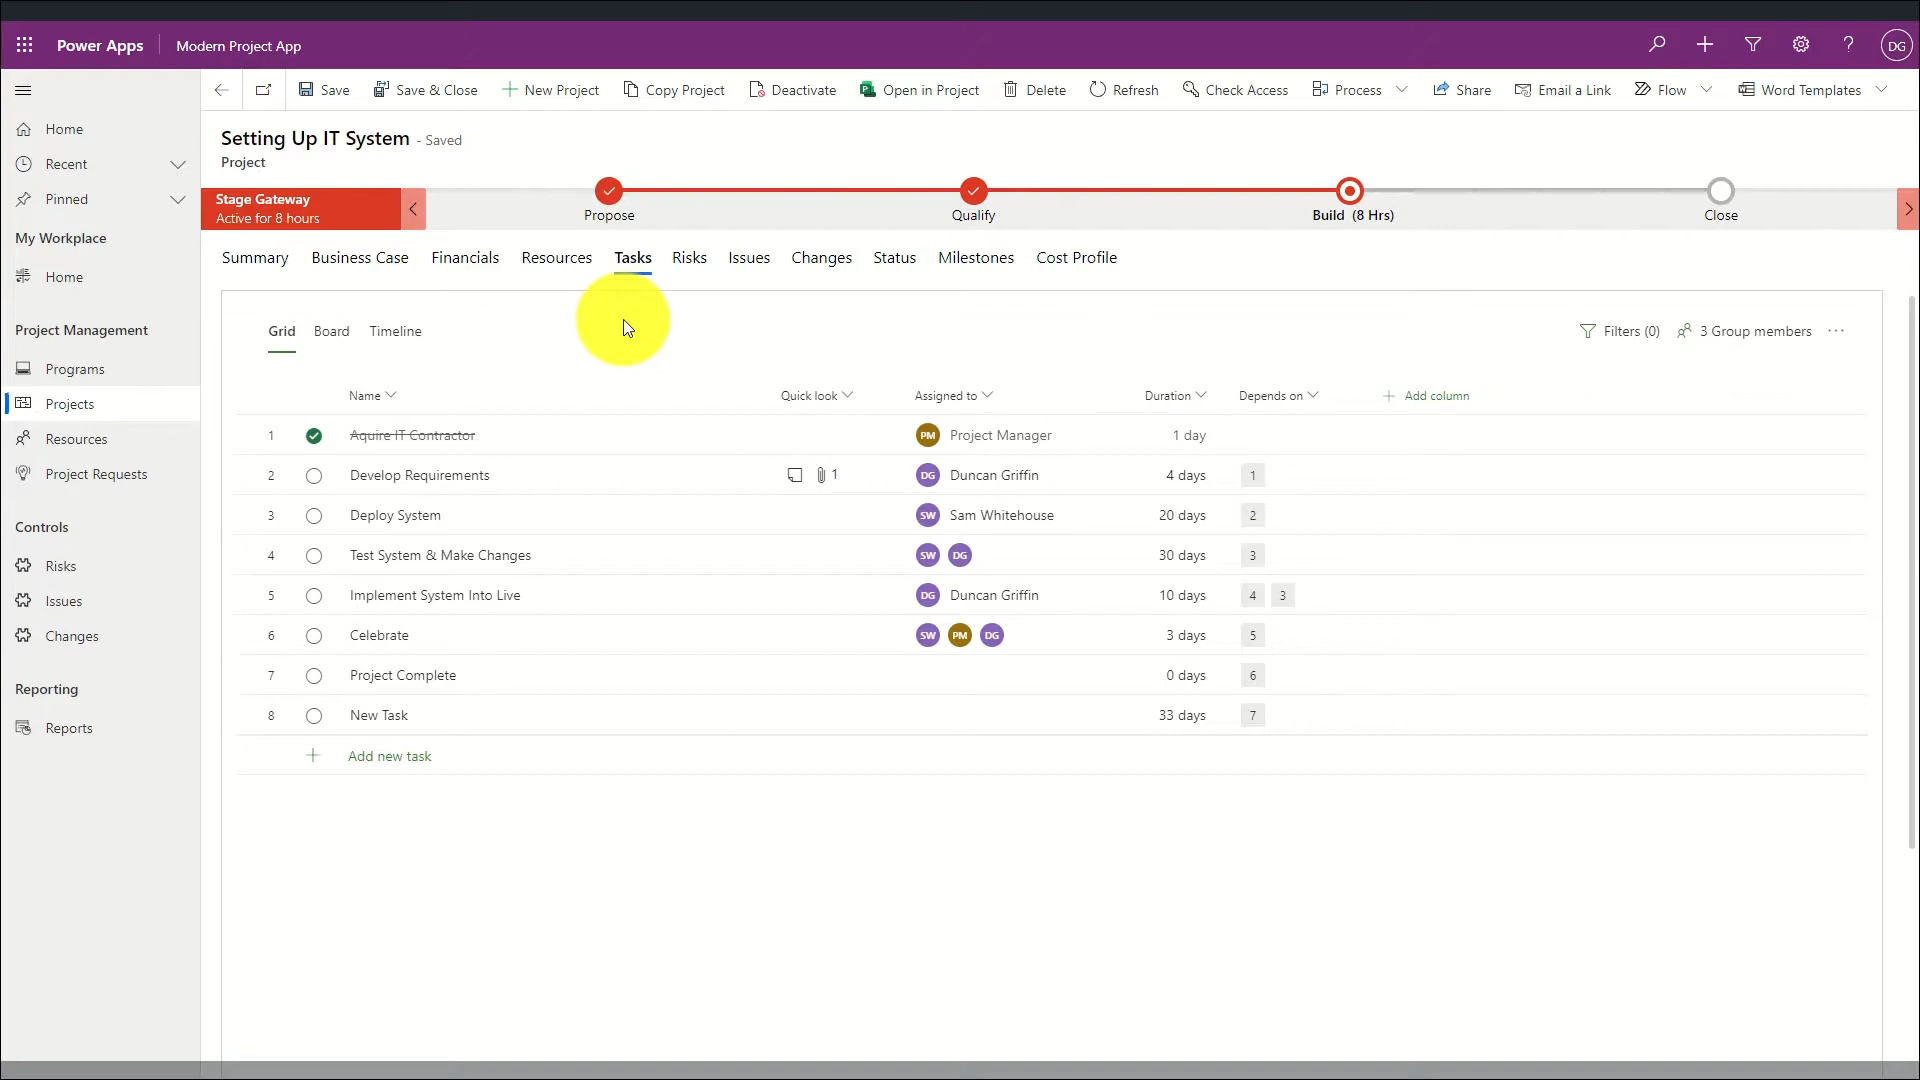 Power Apps Modern Project App DG
Save Save & Close New Project Copy Project Deactivate Open in Project Delete Refresh Check Access Process Share Email a Link Flow Word Templates
Home
Recent
Pinned
My Workplace
Home
Project Management
Programs
Projects
Resources
Project Requests
Controls
Risks
Issues
Changes
Reporting
Reports
Setting Up IT System - Saved
Project
Stage Gateway
Active for 8 hours
Propose Qualify Build (8 Hrs) Close
Summary Business Case Financials Resources Tasks Risks Issues Changes Status Milestones Cost Profile
Grid Board Timeline Filters (0) 3 Group members
Name Quick look Assigned to Duration Depends on Add column
1 Aquire IT Contractor PM Project Manager 1 day
2 Develop Requirements 1 DG Duncan Griffin 4 days 1
3 Deploy System SW Sam Whitehouse 20 days 2
4 Test System & Make Changes SW DG 30 days 3
5 Implement System Into Live DG Duncan Griffin 10 days 4 3
6 Celebrate SW PM DG 3 days 5
7 Project Complete 0 days 6
8 New Task 33 days 7
Add new task